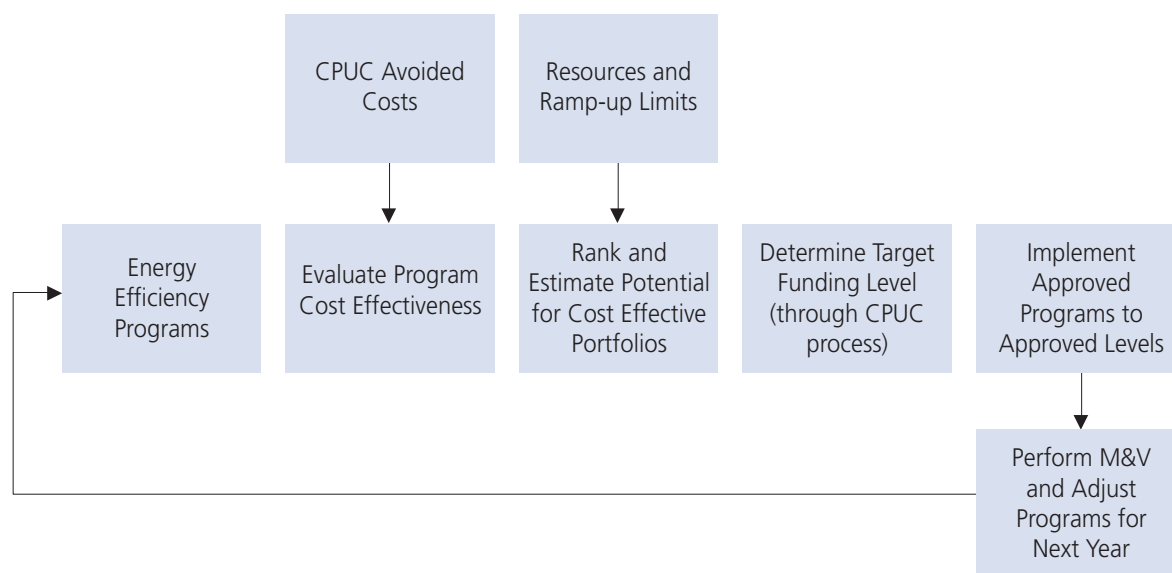 CPUC Avoided
Costs
Resources and
Ramp-up Limits
Energy
Efficiency
Programs
Evaluate Program
Cost Effectiveness
Rank and
Estimate Potential
for Cost Effective
Portfolios
Determine Target
Funding Level
(through CPUC
process)
Implement
Approved
Programs to
Approved Levels
Perform M&V
and Adjust
Programs for
Next Year